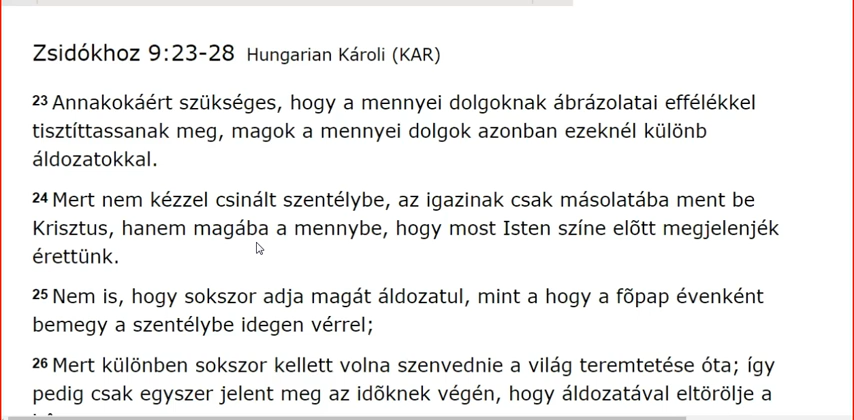 Zsidókhoz 9:23-28 Hungarian Károli (KAR)
23 Annakokáért szükséges, hogy a mennyei dolgoknak ábrázolatai effélékkel
tisztíttassanak meg, magok a mennyei dolgok azonban ezeknél különb
áldozatokkal.
24 Mert nem kézzel csinált szentélybe, az igazinak csak másolatába ment be
Krisztus, hanem magába a mennybe, hogy most Isten színe elõtt megjelenjék
érettünk.
25 Nem is, hogy sokszor adja magát áldozatul, mint a hogy a fõpap évenként
bemegy a szentélybe idegen vérrel;
26 Mert különben sokszor kellett volna szenvednie a világ teremtetése óta; így
pedig csak egyszer jelent meg az idõknek végén, hogy áldozatával eltörölje a